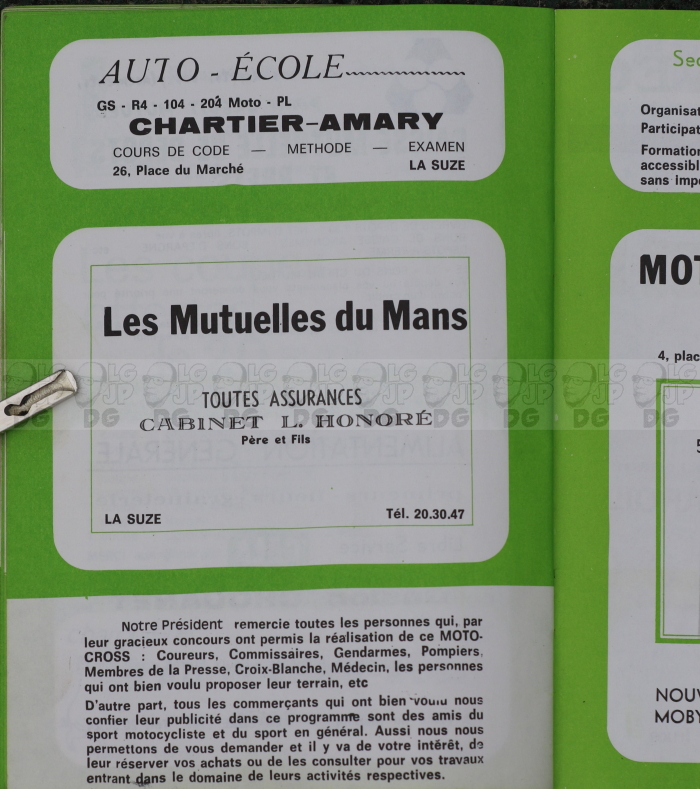 AUTO - ÉCOLE
GS - R4 - 104 - 204 Moto - PL
CHARTIER-AMARY
COURS DE CODE — METHODE — EXAMEN
26, Place du Marché LA SUZE
Les Mutuelles du Mans
TOUTES ASSURANCES
CABINET L. HONORÉ
Père et Fils
LA SUZE Tél. 20.30.47
Notre Président remercie toutes les personnes qui, par
leur gracieux concours ont permis la réalisation de ce MOTO-
CROSS : Coureurs, Commissaires, Gendarmes, Pompiers,
Membres de la Presse, Croix-Blanche, Médecin, les personnes
qui ont bien voulu proposer leur terrain, etc
D'autre part, tous les commerçants qui ont bien voulu nous
confier leur publicité dans ce programme sont des amis du
sport motocycliste et du sport en général. Aussi nous nous
permettons de vous demander et il y va de votre intérêt, de
leur réserver vos achats ou de les consulter pour vos travaux
entrant dans le domaine de leurs activités respectives.
Sec
Organisat
Participat
Formation
accessibl
sans impo
MOT
4, plac
5
NOUV
MOBY
LG JP DG